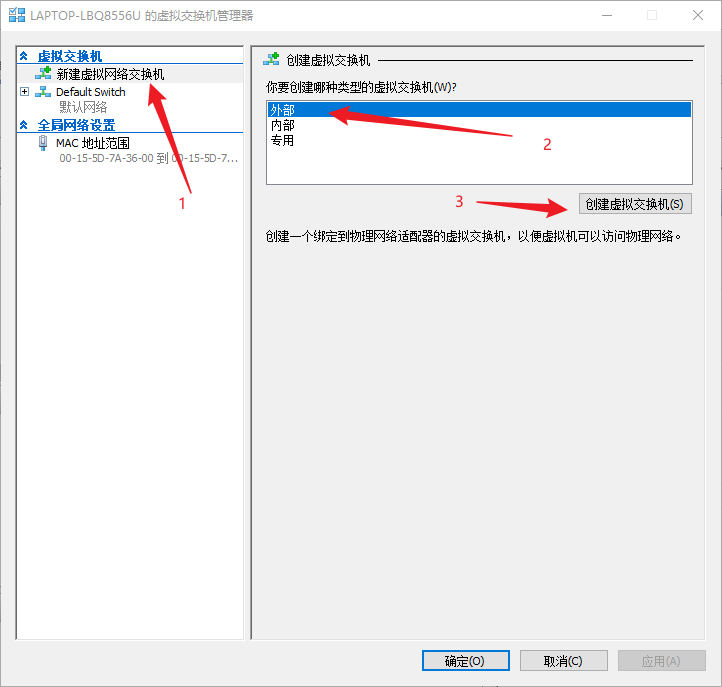 LAPTOP-LBQ8556U 的虚拟交换机管理器
虚拟交换机
新建虚拟网络交换机
Default Switch
默认网络
全局网络设置
MAC 地址范围
00-15-5D-7A-36-00 到 00-15-5D-7...
1
创建虚拟交换机
你要创建哪种类型的虚拟交换机(W)?
外部
内部
专用
2
3
创建虚拟交换机(S)
创建一个绑定到物理网络适配器的虚拟交换机，以便虚拟机可以访问物理网络。
确定(O)
取消(C)
应用(A)